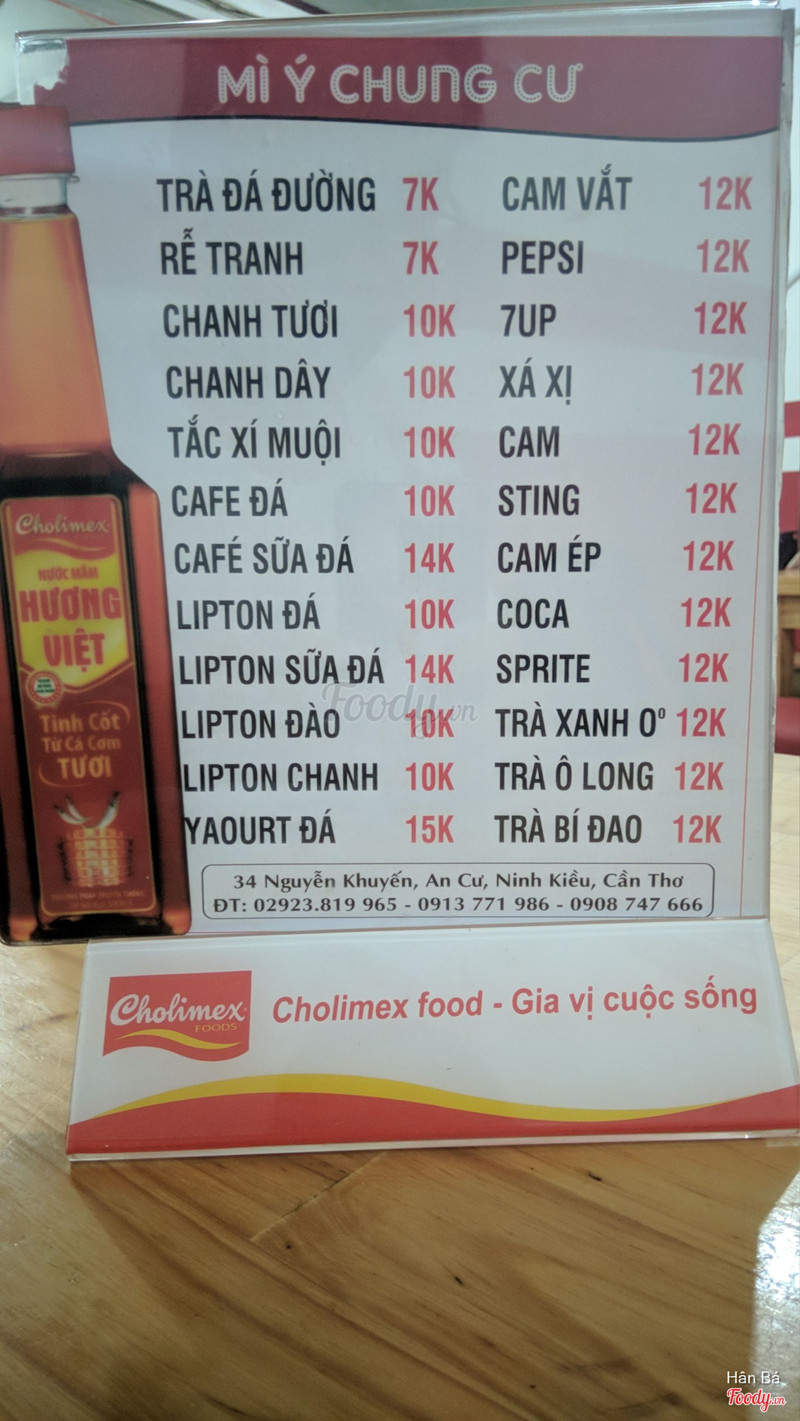 MÌ Ý CHUNG CƯ
TRÀ ĐÁ ĐƯỜNG 7K CAM VẮT 12K
RỄ TRANH 7K PEPSI 12K
CHANH TƯƠI 10K 7UP 12K
CHANH DÂY 10K XÁ XỊ 12K
TẮC XÍ MUỘI 10K CAM 12K
CAFE ĐÁ 10K STING 12K
CAFÉ SỮA ĐÁ 14K CAM ÉP 12K
LIPTON ĐÁ 10K COCA 12K
LIPTON SỮA ĐÁ 14K SPRITE 12K
LIPTON ĐÀO 10K TRÀ XANH O⁰ 12K
LIPTON CHANH 10K TRÀ Ô LONG 12K
YAOURT ĐÁ 15K TRÀ BÍ ĐAO 12K
34 Nguyễn Khuyến, An Cư, Ninh Kiều, Cần Thơ
ĐT: 02923.819 965 - 0913 771 986 - 0908 747 666
Cholimex
NƯỚC MẮM
HƯƠNG
VIỆT
Tinh Cốt
Từ Cá Cơm
TƯƠI
Foody.vn
Cholimex
FOODS
Cholimex food - Gia vị cuộc sống
Hân Bá
Foody.vn